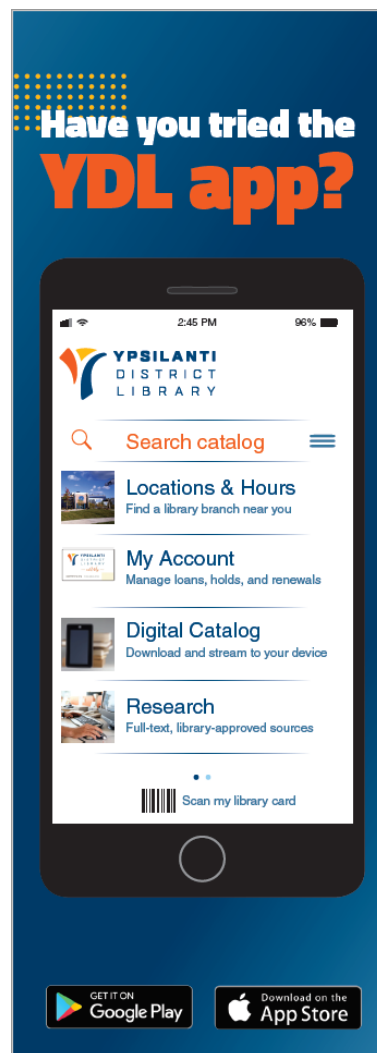 Have you tried the
YDL app?
2:45 PM
96%
YPSILANTI
DISTRICT
LIBRARY
Search catalog
Locations & Hours
Find a library branch near you
YPSILANTI
DISTRICT
LIBRARY
My Account
Manage loans, holds, and renewals
Digital Catalog
Download and stream to your device
Research
Full-text, library-approved sources
Scan my library card
GET IT ON
Google Play
Download on the
App Store